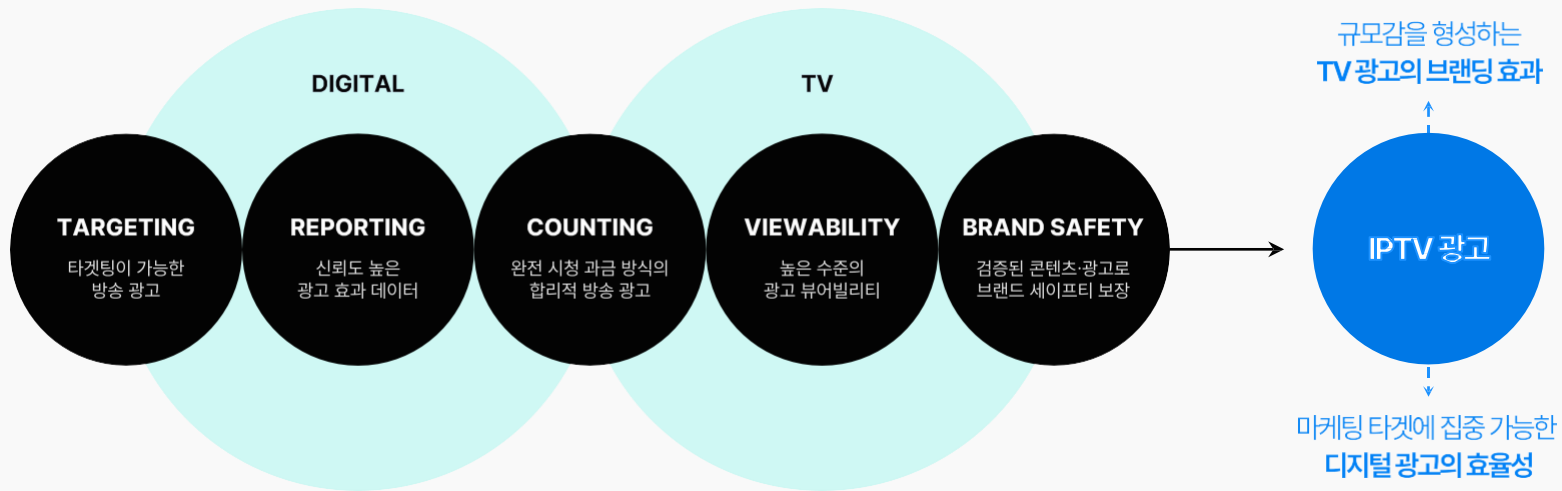 DIGITAL
TV
TARGETING
타겟팅이 가능한
방송 광고
REPORTING
신뢰도 높은
광고 효과 데이터
COUNTING
완전 시청 과금 방식의
합리적 방송 광고
VIEWABILITY
높은 수준의
광고 뷰어빌리티
BRAND SAFETY
검증된 콘텐츠·광고로
브랜드 세이프티 보장
규모감을 형성하는
TV 광고의 브랜딩 효과
IPTV 광고
마케팅 타겟에 집중 가능한
디지털 광고의 효율성